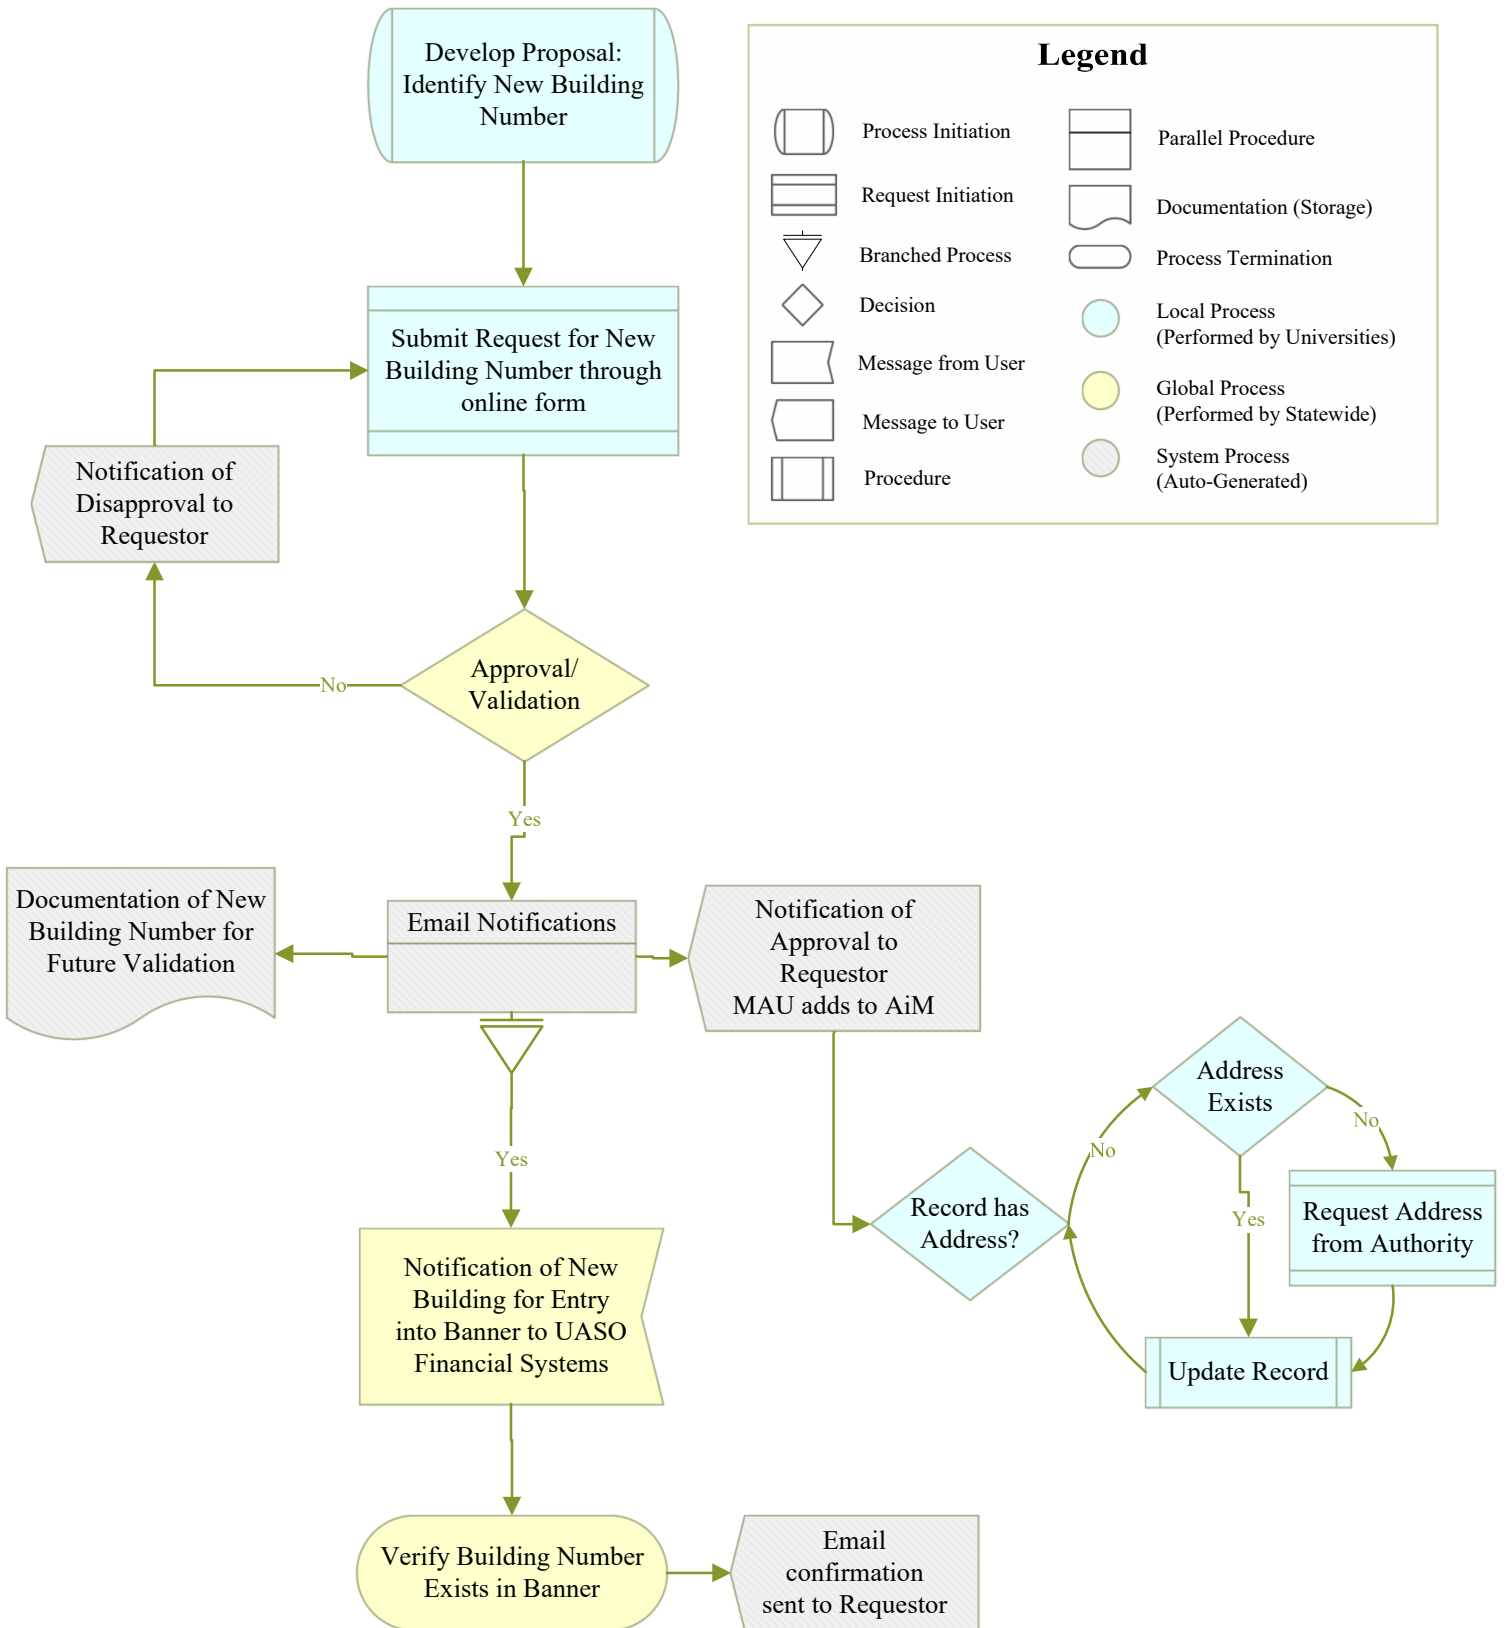 Develop Proposal:
Identify New Building
Number
Legend
Process Initiation
Request Initiation
Branched Process
Decision
Message from User
Message to User
Procedure
Parallel Procedure
Documentation (Storage)
Process Termination
Local Process
(Performed by Universities)
Global Process
(Performed by Statewide)
System Process
(Auto-Generated)
Submit Request for New
Building Number through
online form
Notification of
Disapproval to
Requestor
Approval/
Validation
No
Yes
Documentation of New
Building Number for
Future Validation
Email Notifications
Notification of
Approval to
Requestor
MAU adds to AiM
Yes
Record has
Address?
No
Address
Exists
No
Yes
Request Address
from Authority
Update Record
Notification of New
Building for Entry
into Banner to UASO
Financial Systems
Verify Building Number
Exists in Banner
Email
confirmation
sent to Requestor